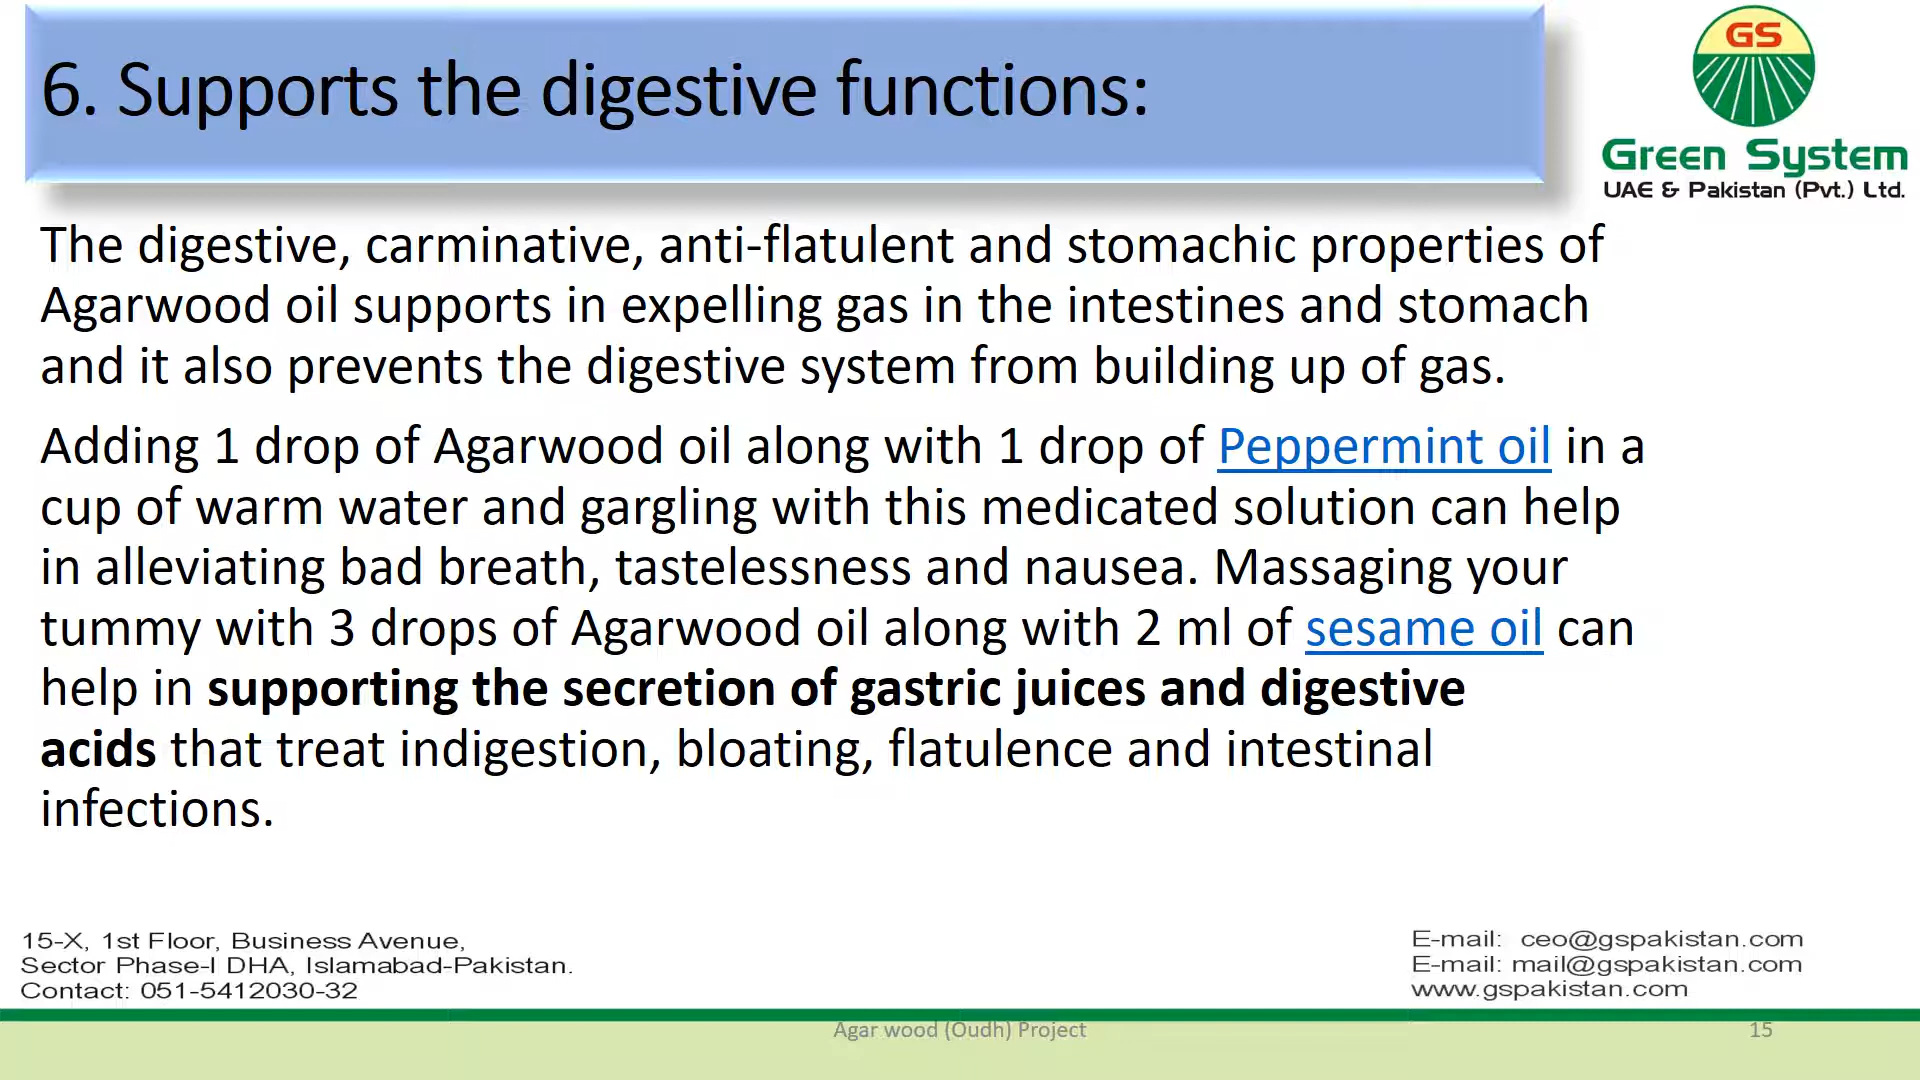 6. Supports the digestive functions:
GS
Green System
UAE & Pakistan (Pvt.) Ltd.
The digestive, carminative, anti-flatulent and stomachic properties of
Agarwood oil supports in expelling gas in the intestines and stomach
and it also prevents the digestive system from building up of gas.
Adding 1 drop of Agarwood oil along with 1 drop of Peppermint oil in a
cup of warm water and gargling with this medicated solution can help
in alleviating bad breath, tastelessness and nausea. Massaging your
tummy with 3 drops of Agarwood oil along with 2 ml of sesame oil can
help in supporting the secretion of gastric juices and digestive
acids that treat indigestion, bloating, flatulence and intestinal
infections.
15-X, 1st Floor, Business Avenue,
Sector Phase-I DHA, Islamabad-Pakistan.
Contact: 051-5412030-32
E-mail: ceo@gspakistan.com
E-mail: mail@gspakistan.com
www.gspakistan.com
Agar wood (Oudh) Project
15